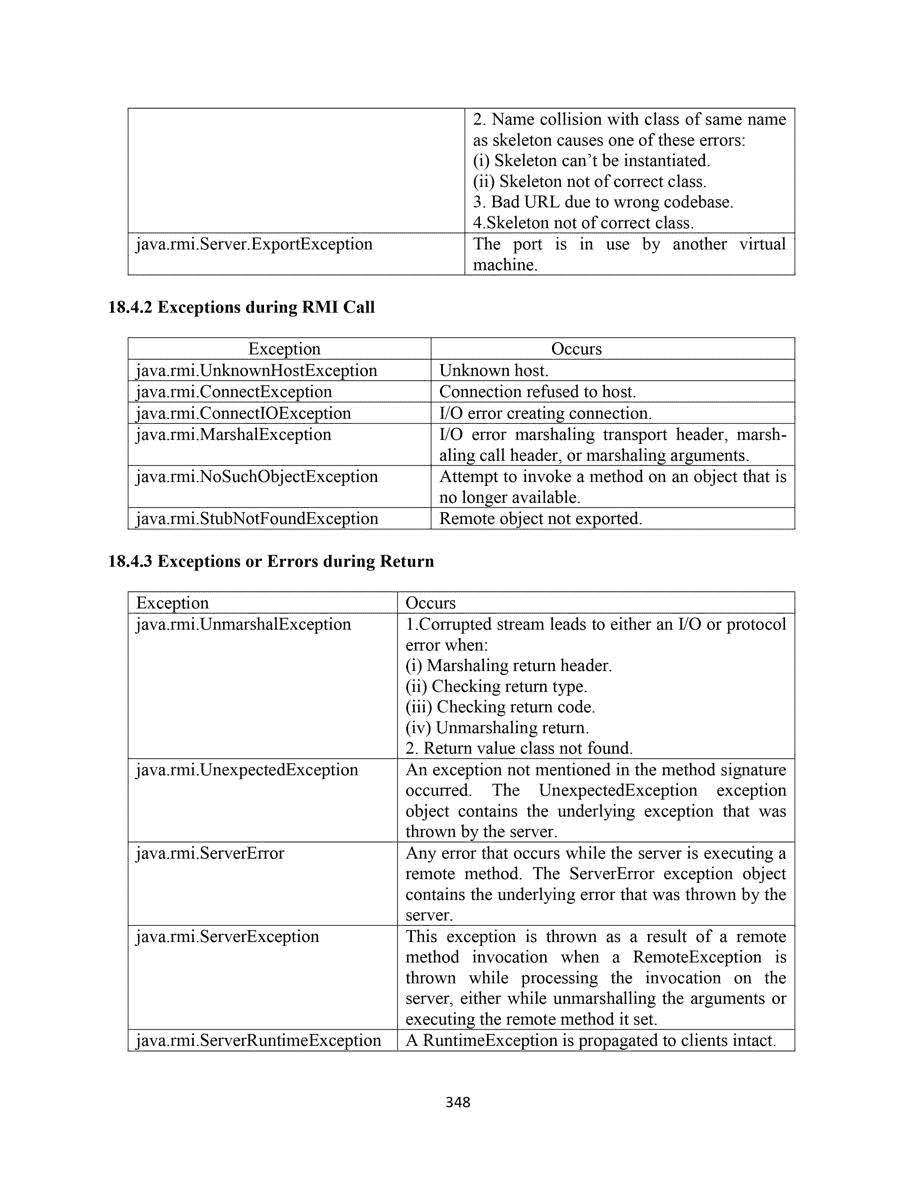 2. Name collision with class of same name
as skeleton causes one of these errors:
(i) Skeleton can’t be instantiated.
(ii) Skeleton not of correct class.
3. Bad URL due to wrong codebase.
4.Skeleton not of correct class.
java.rmi.Server.ExportException
The port is in use by another virtual
machine.
18.4.2 Exceptions during RMI Call
Exception
Occurs
java.rmi.UnknownHostException
Unknown host.
java.rmi.ConnectException
Connection refused to host.
java.rmi.ConnectIOException
I/O error creating connection.
java.rmi.MarshalException
I/O error marshaling transport header, marsh-
aling call header, or marshaling arguments.
java.rmi.NoSuchObjectException
Attempt to invoke a method on an object that is
no longer available.
java.rmi.StubNotFoundException
Remote object not exported.
18.4.3 Exceptions or Errors during Return
Exception
Occurs
java.rmi.UnmarshalException
1.Corrupted stream leads to either an I/O or protocol
error when:
(i) Marshaling return header.
(ii) Checking return type.
(iii) Checking return code.
(iv) Unmarshaling return.
2. Return value class not found.
java.rmi.UnexpectedException
An exception not mentioned in the method signature
occurred. The UnexpectedException exception
object contains the underlying exception that was
thrown by the server.
java.rmi.ServerError
Any error that occurs while the server is executing a
remote method. The ServerError exception object
contains the underlying error that was thrown by the
server.
java.rmi.ServerException
This exception is thrown as a result of a remote
method invocation when a RemoteException is
thrown while processing the invocation on the
server, either while unmarshalling the arguments or
executing the remote method it set.
java.rmi.ServerRuntimeException
A RuntimeException is propagated to clients intact.
348